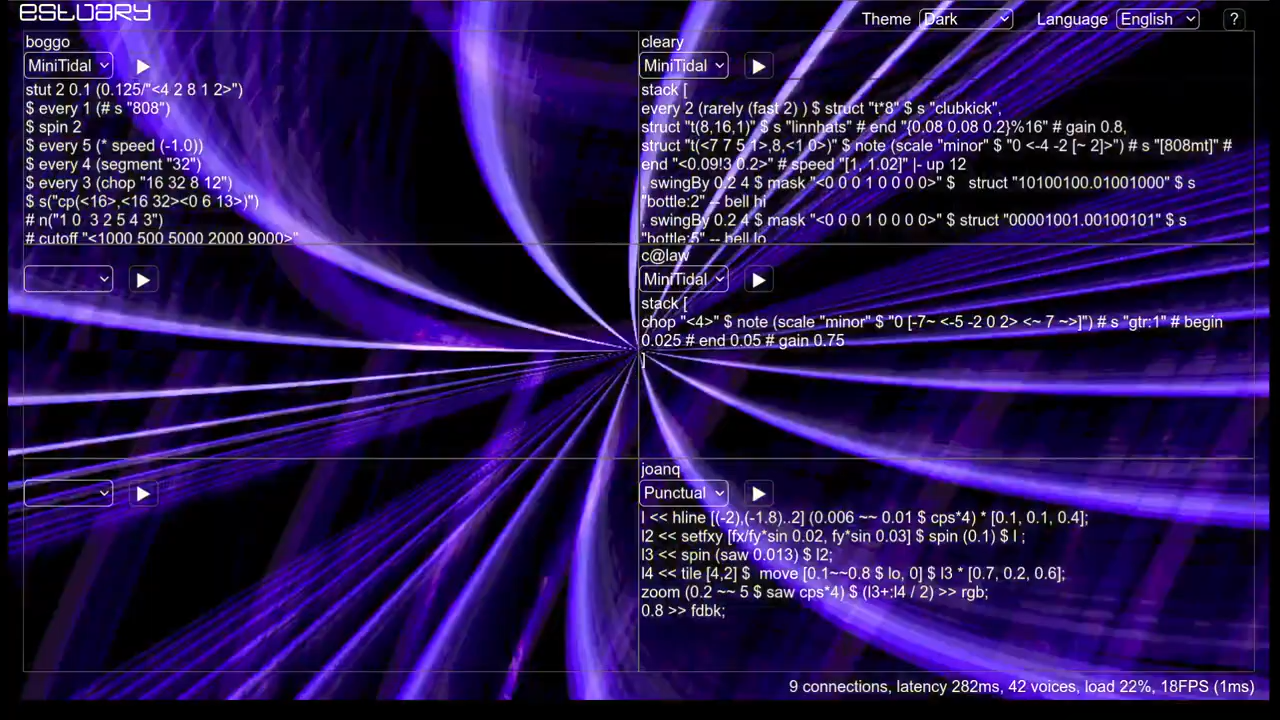 estuary
Theme Dark Language English ?
boggo
MiniTidal
stut 2 0.1 (0.125/"<4 2 8 1 2>")
$ every 1 (# s "808")
$ spin 2
$ every 5 (* speed (-1.0))
$ every 4 (segment "32")
$ every 3 (chop "16 32 8 12")
$ s("cp(<16>,<16 32><0 6 13>)")
# n("1 0  3 2 5 4 3")
# cutoff "<1000 500 5000 2000 9000>"
cleary
MiniTidal
stack [
every 2 (rarely (fast 2) ) $ struct "t*8" $ s "clubkick",
struct "t(8,16,1)" $ s "linnhats" # end "{0.08 0.08 0.2}%16" # gain 0.8,
struct "t(<7 7 5 1>,8,<1 0>)" $ note (scale "minor" $ "0 <-4 -2 [~ 2]>") # s "[808mt]" #
end "<0.09!3 0.2>" # speed "[1, 1.02]" |- up 12
, swingBy 0.2 4 $ mask "<0 0 0 1 0 0 0 0>" $   struct "10100100.01001000" $ s
"bottle:2" -- bell hi
, swingBy 0.2 4 $ mask "<0 0 0 1 0 0 0 0>" $ struct "00001001.00100101" $ s
"bottle:5" -- bell lo
c@law
MiniTidal
stack [
chop "<4>" $ note (scale "minor" $ "0 [-7~ <-5 -2 0 2> <~ 7 ~>]") # s "gtr:1" # begin
0.025 # end 0.05 # gain 0.75
]
joanq
Punctual
l << hline [(-2),(-1.8)..2] (0.006 ~~ 0.01 $ cps*4) * [0.1, 0.1, 0.4];
l2 << setfxy [fx/fy*sin 0.02, fy*sin 0.03] $ spin (0.1) $ l ;
l3 << spin (saw 0.013) $ l2;
l4 << tile [4,2] $  move [0.1~~0.8 $ lo, 0] $ l3 * [0.7, 0.2, 0.6];
zoom (0.2 ~~ 5 $ saw cps*4) $ (l3+:l4 / 2) >> rgb;
0.8 >> fdbk;
9 connections, latency 282ms, 42 voices, load 22%, 18FPS (1ms)